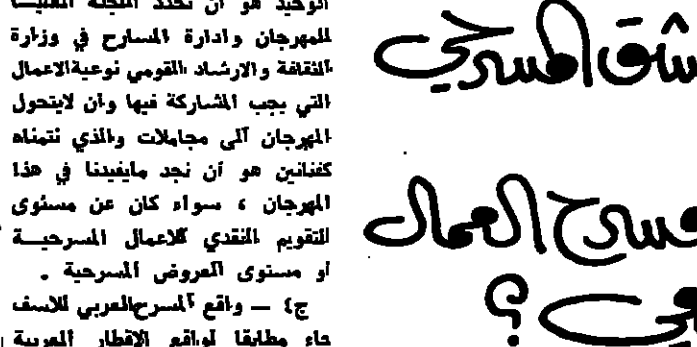 شق المسرحي
مسرح العمال
في ؟
الوحيد هو أن تحدد اللجنة العليا
للمهرجان وادارة المسارح في وزارة
الثقافة والارشاد القومي نوعية الاعمال
التي يجب المشاركة فيها وأن لايتحول
المهرجان ألى مجاملات والذي نتمناه
كفنانين هو أن نجد مايفيدنا في هذا
المهرجان ، سواء كان عن مستوى
التقويم النقدي للاعمال المسرحيـــة
أو مستوى العروض المسرحية .
ج٤ — واقع المسرح العربي للاسف
جاء مطابقا لواقع الاقطار العربية